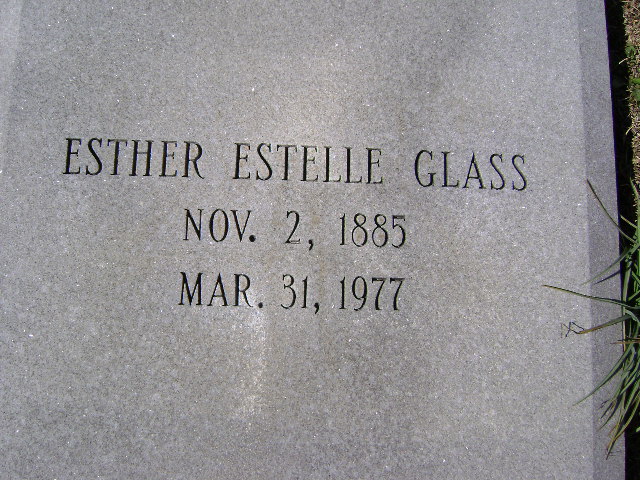 ESTHER ESTELLE GLASS
NOV. 2, 1885
MAR. 31, 1977